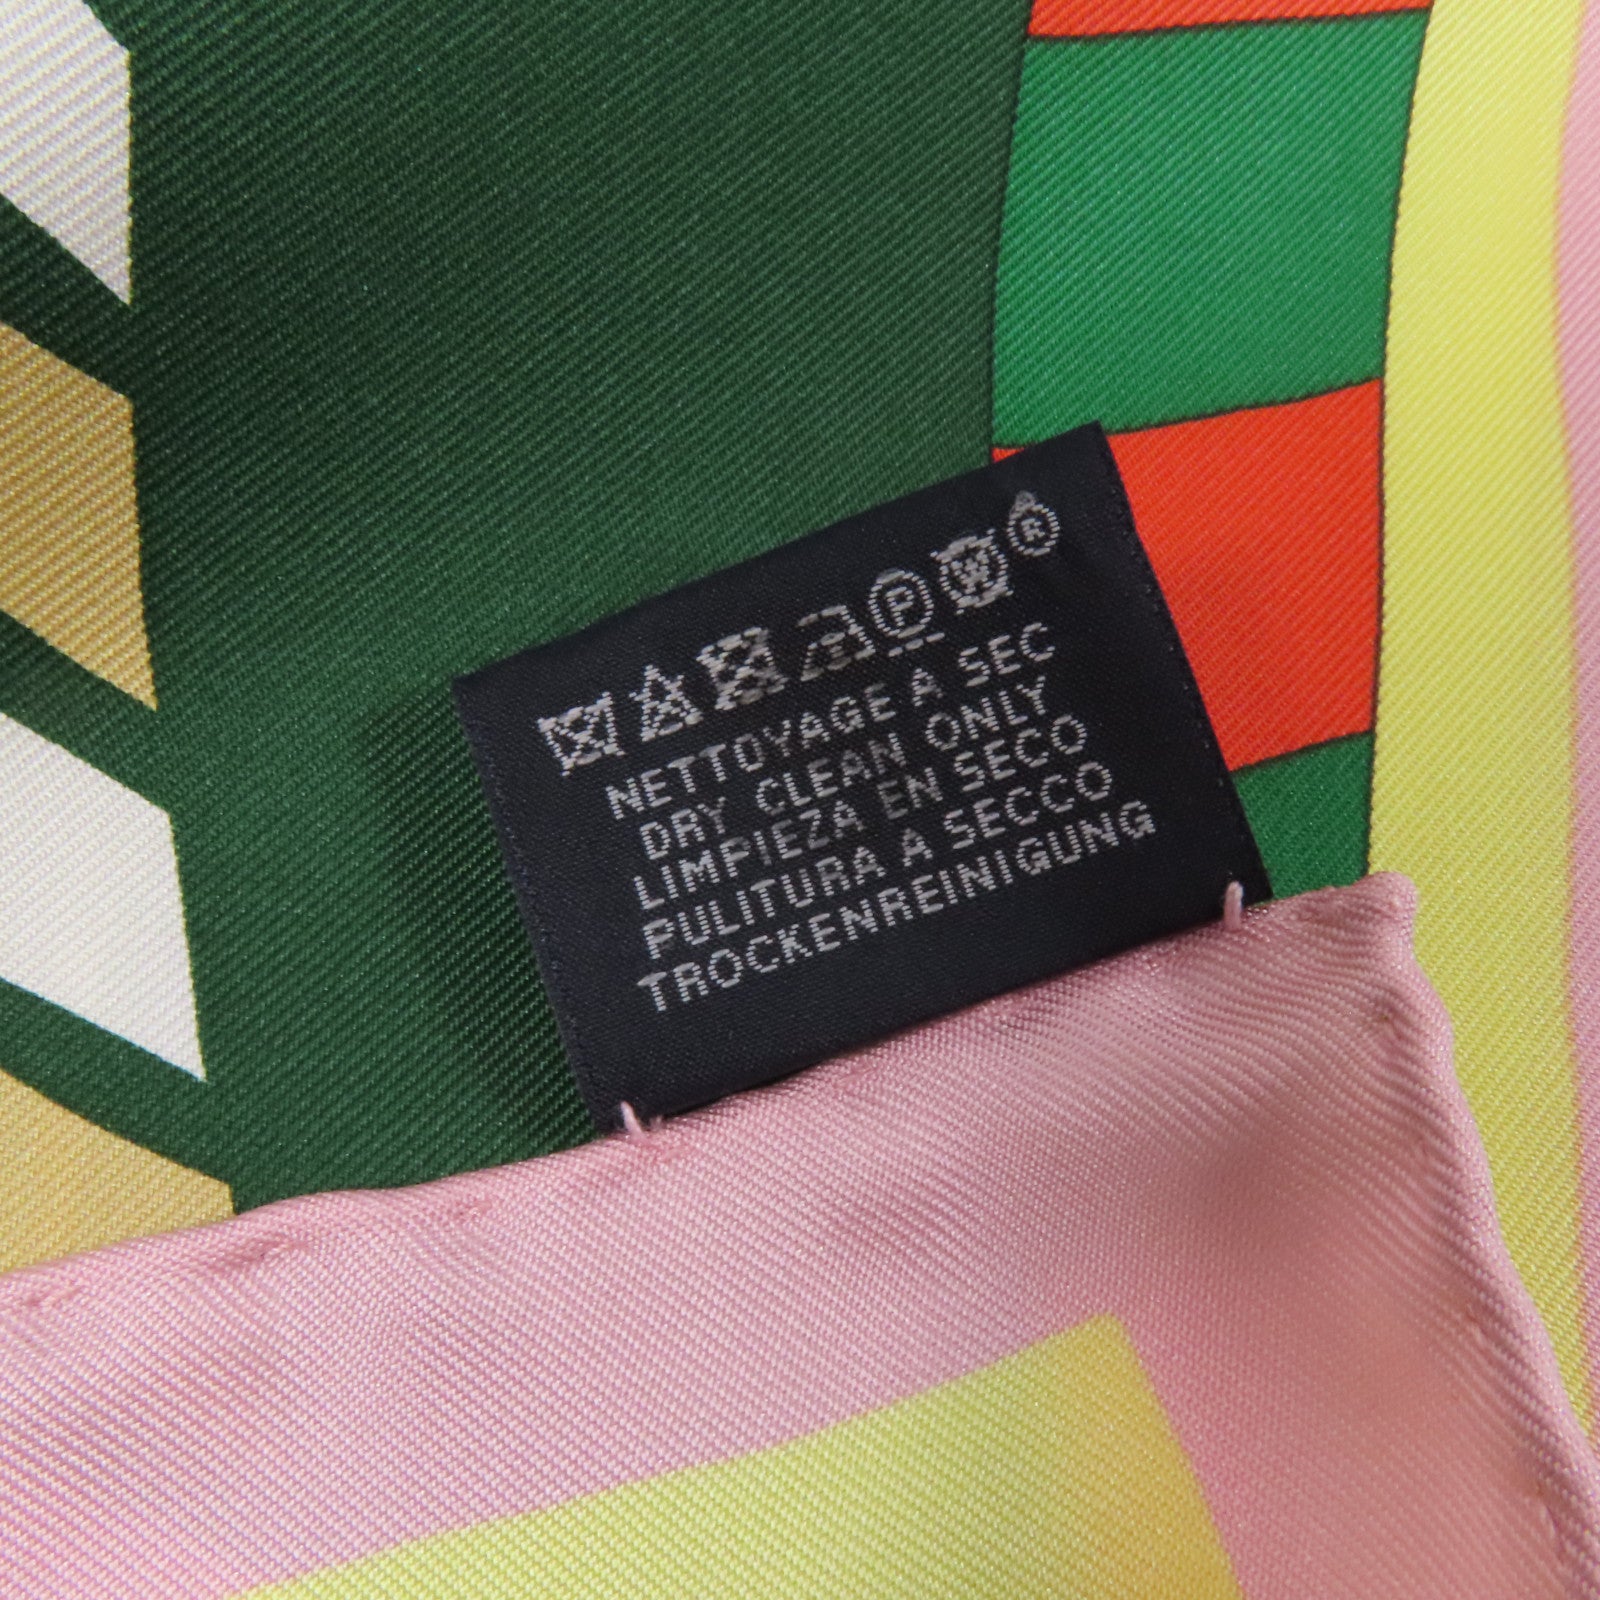 P W ®
NETTOYAGE A SEC
DRY CLEAN ONLY
LIMPIEZA EN SECO
PULITURA A SECCO
TROCKENREINIGUNG